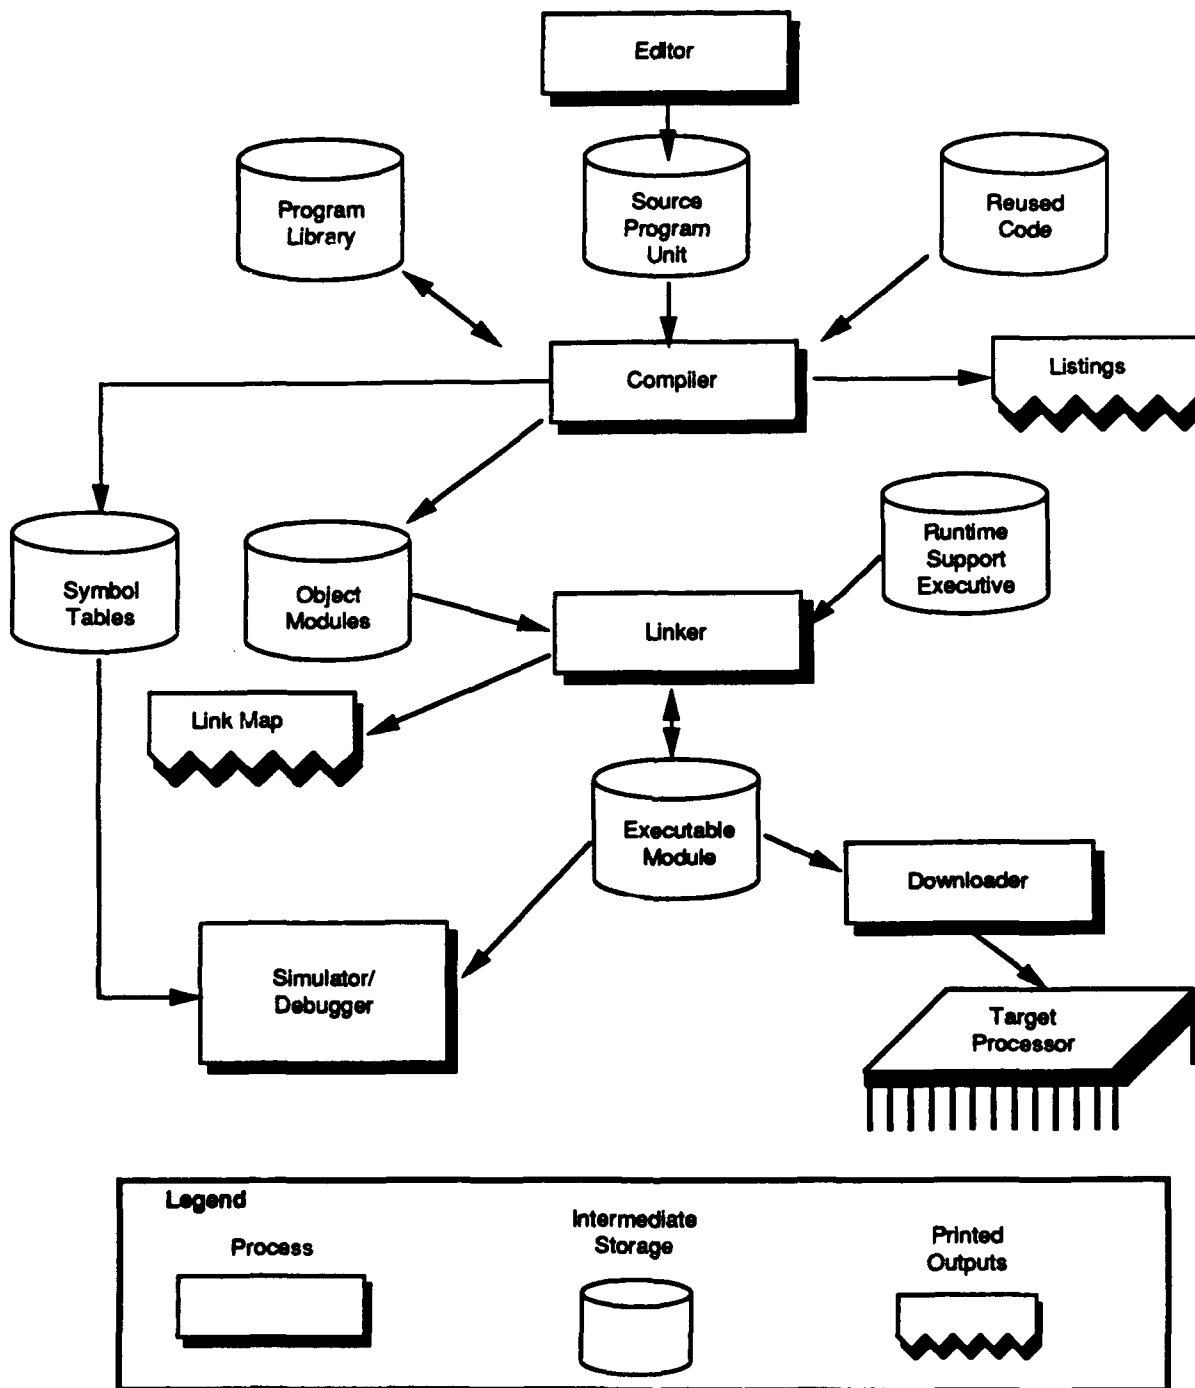 Editor
Program
Library
Source
Program
Unit
Reused
Code
Compiler
Listings
Symbol
Tables
Object
Modules
Linker
Runtime
Support
Executive
Link Map
Executable
Module
Downloader
Simulator/
Debugger
Target
Processor
Legend
Process
Intermediate
Storage
Printed
Outputs